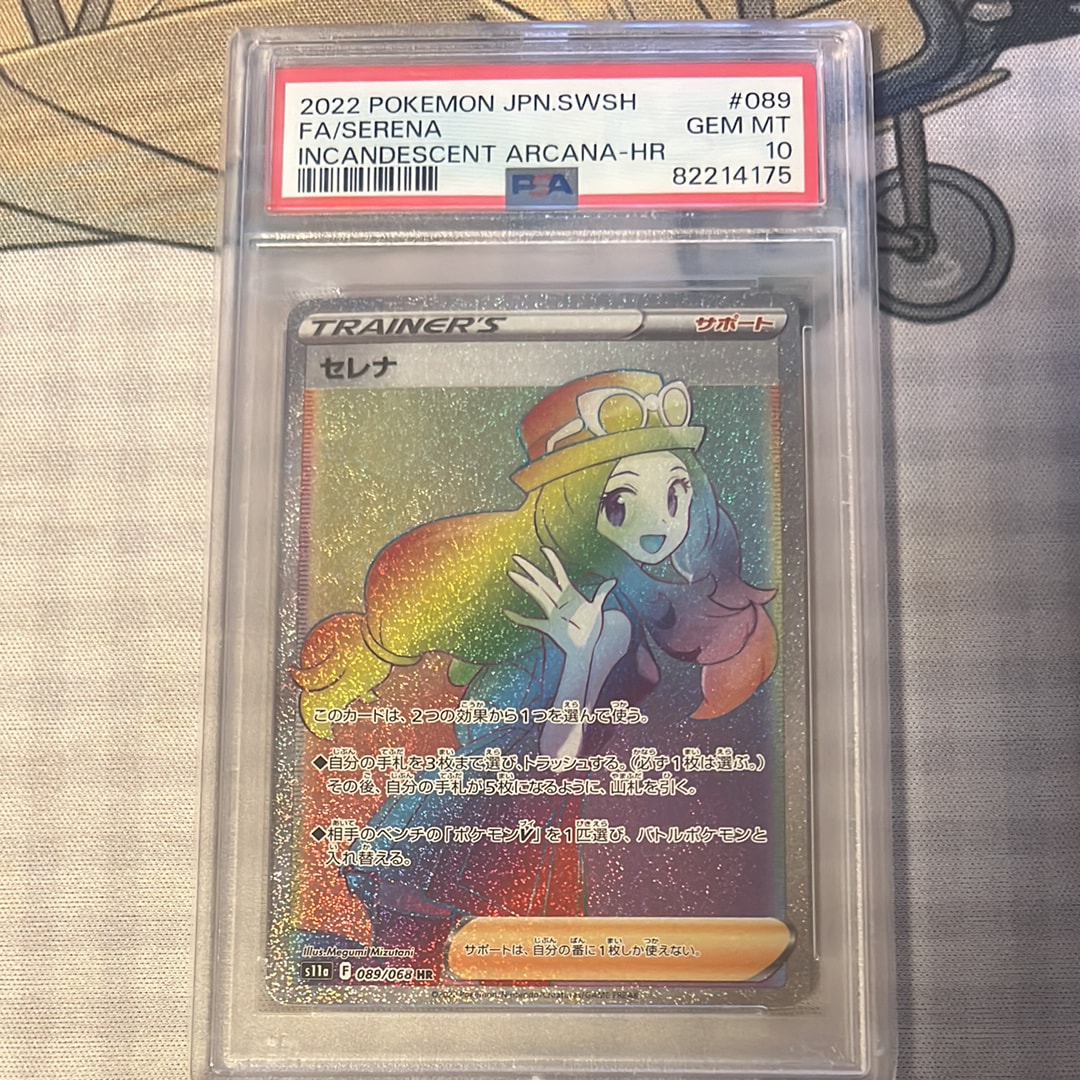 2022 POKEMON JPN.SWSH #089
FA/SERENA GEM MT
INCANDESCENT ARCANA-HR 10
PSA 82214175
TRAINER'S サポート
セレナ
このカードは、2つの効果から1つを選んで使う。
◆自分の手札を3枚まで選び、トラッシュする。(必ず1枚は選ぶ。)
その後、自分の手札が5枚になるように、山札を引く。
◆相手のベンチの「ポケモンV」を1匹選び、バトルポケモンと
入れ替える。
サポートは、自分の番に1枚しか使えない。
Illus.Megumi Mizutani
s11a F 089/068 HR